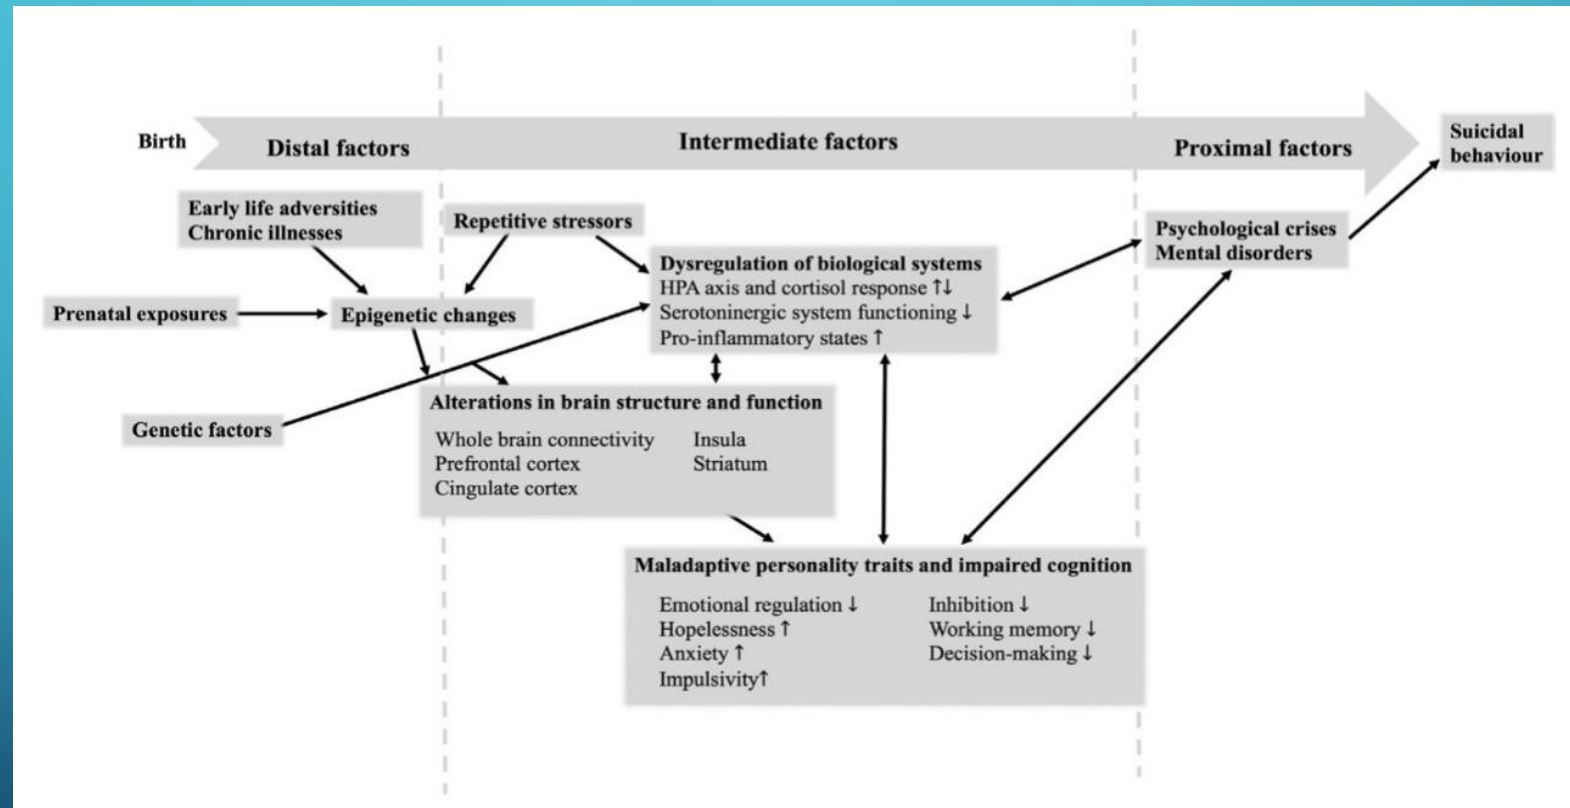 Birth
Distal factors
Intermediate factors
Proximal factors
Suicidal
behaviour
Early life adversities
Chronic illnesses
Repetitive stressors
Psychological crises
Mental disorders
Dysregulation of biological systems
HPA axis and cortisol response ↑↓
Serotoninergic system functioning ↓
Pro-inflammatory states ↑
Prenatal exposures
Epigenetic changes
Genetic factors
Alterations in brain structure and function
Whole brain connectivity
Prefrontal cortex
Cingulate cortex
Insula
Striatum
Maladaptive personality traits and impaired cognition
Emotional regulation ↓
Hopelessness ↑
Anxiety ↑
Impulsivity↑
Inhibition ↓
Working memory ↓
Decision-making ↓